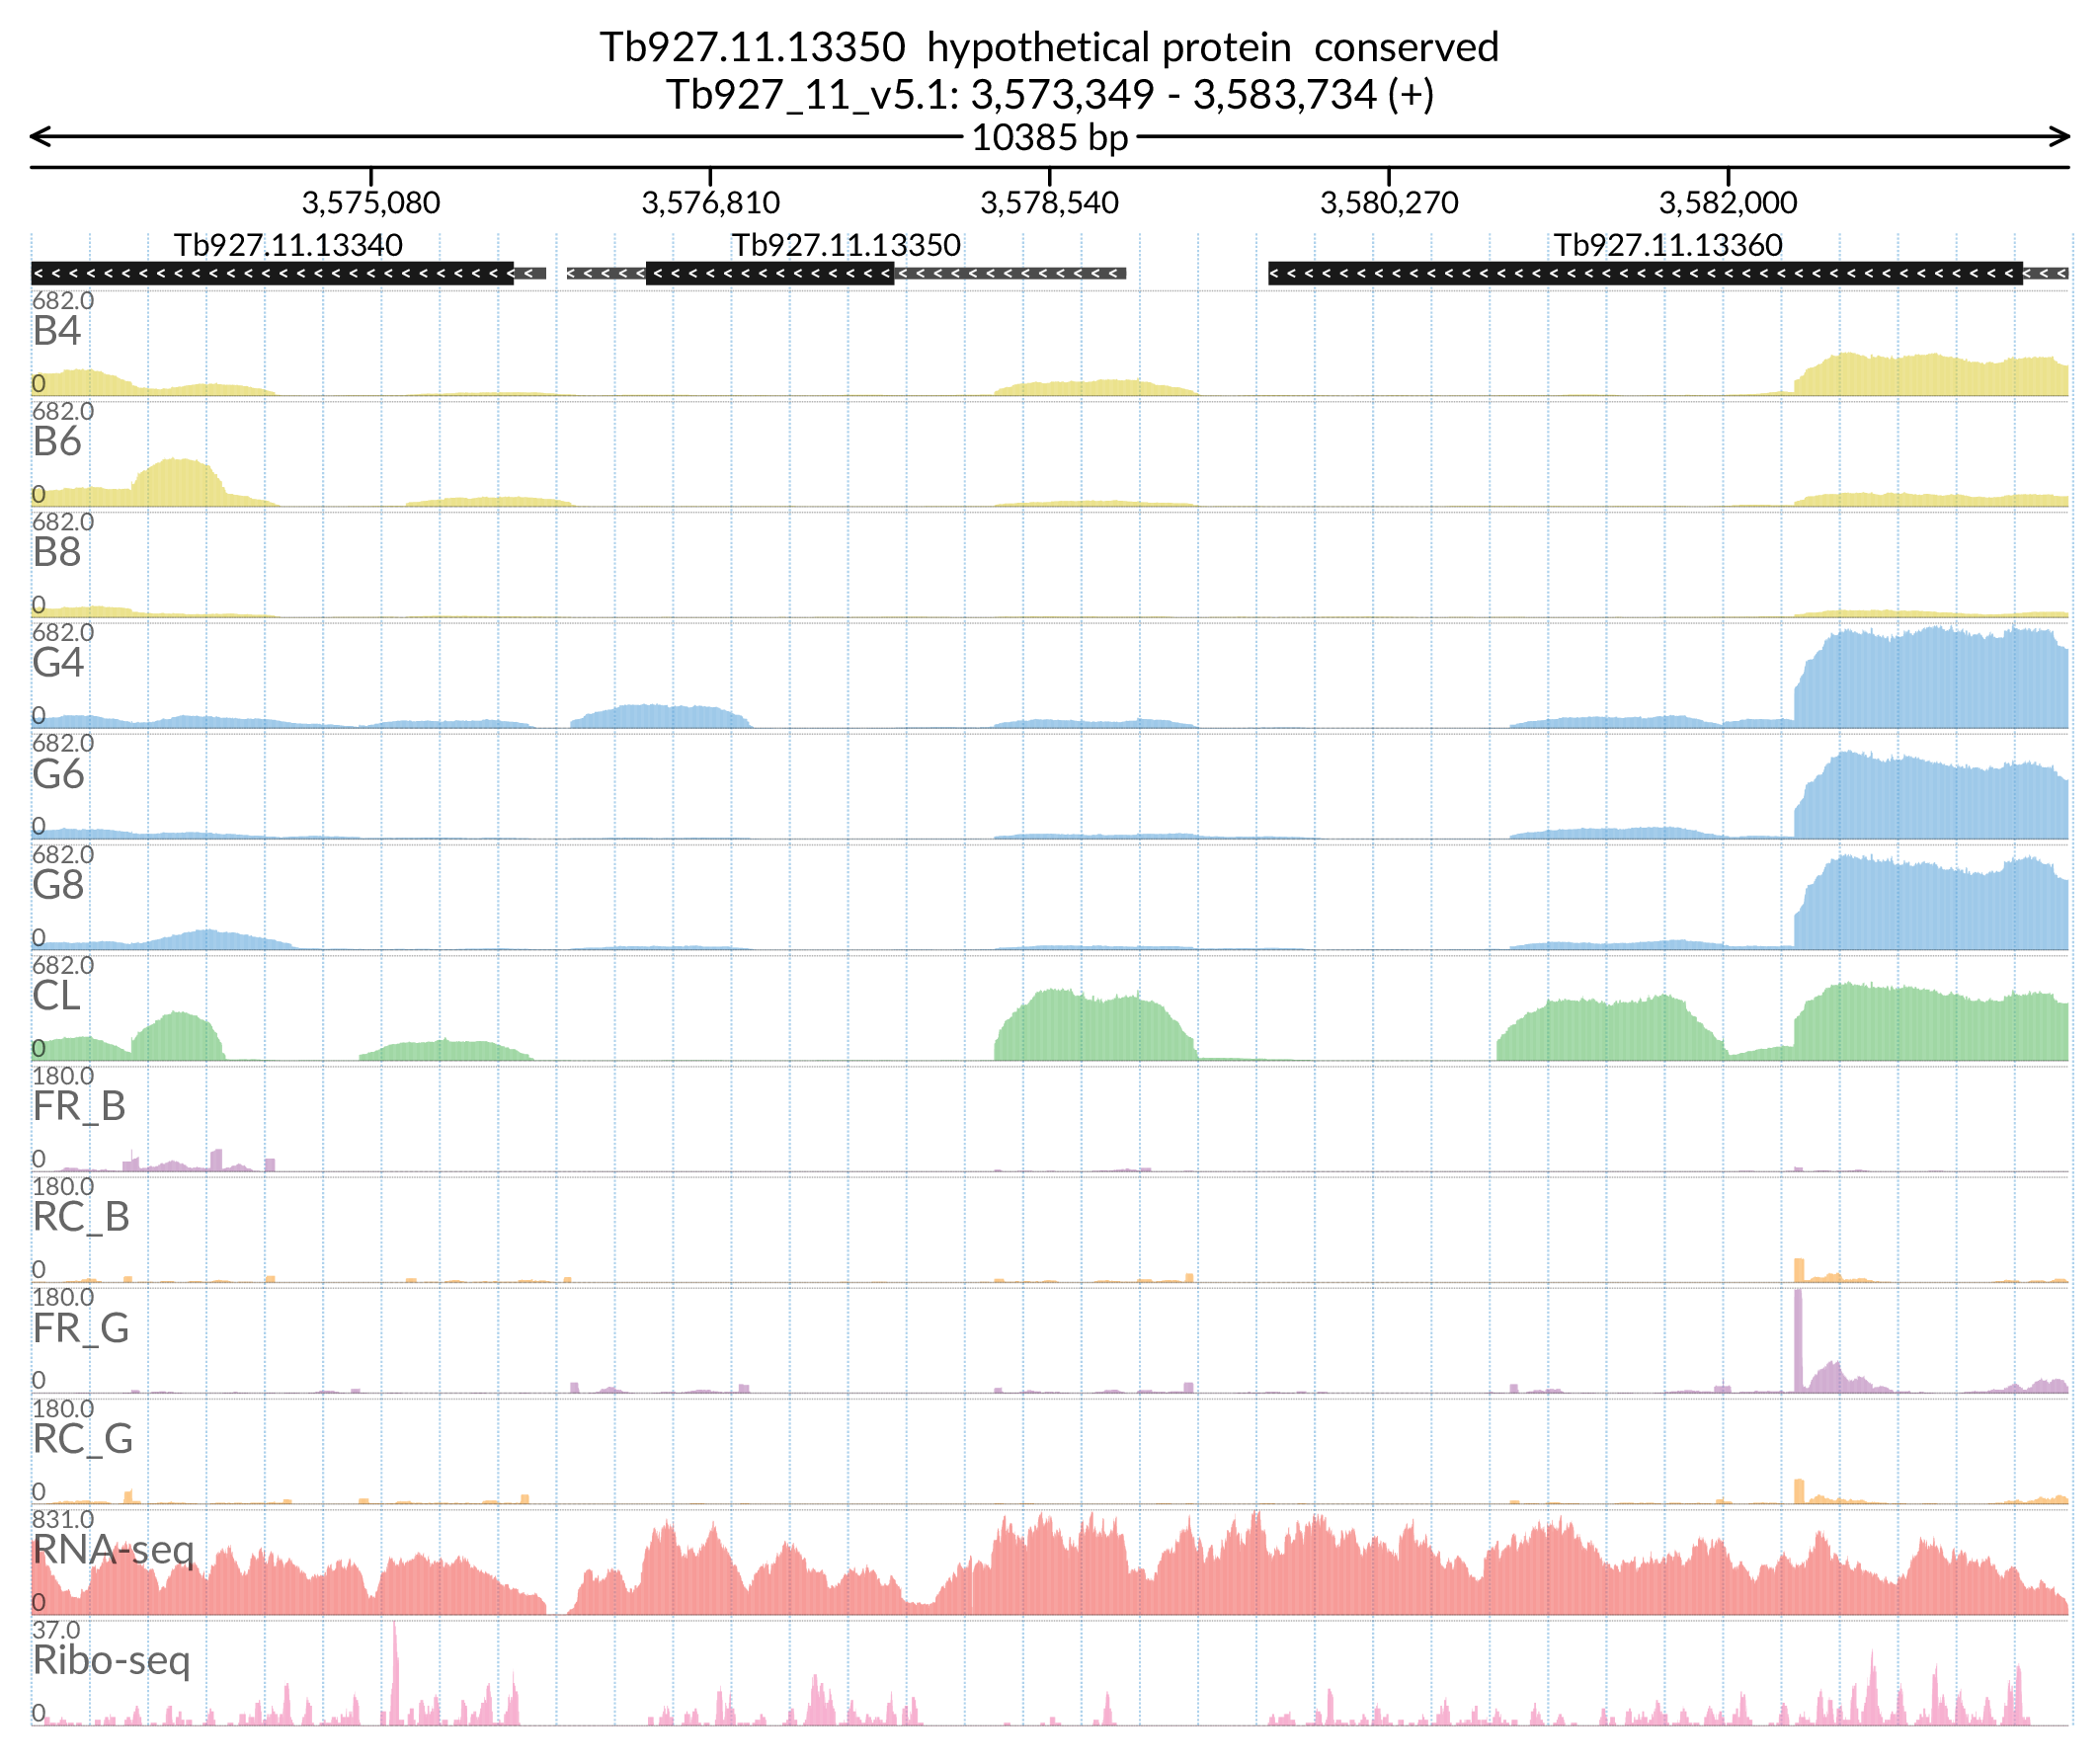 Tb927.11.13350  hypothetical protein  conserved
Tb927_11_v5.1: 3,573,349 - 3,583,734 (+)
10385 bp
3,575,080 3,576,810 3,578,540 3,580,270 3,582,000
Tb927.11.13340 Tb927.11.13350 Tb927.11.13360
682.0
B4
0
682.0
B6
0
682.0
B8
0
682.0
G4
0
682.0
G6
0
682.0
G8
0
682.0
CL
0
180.0
FR_B
0
180.0
RC_B
0
180.0
FR_G
0
180.0
RC_G
0
831.0
RNA-seq
0
37.0
Ribo-seq
0